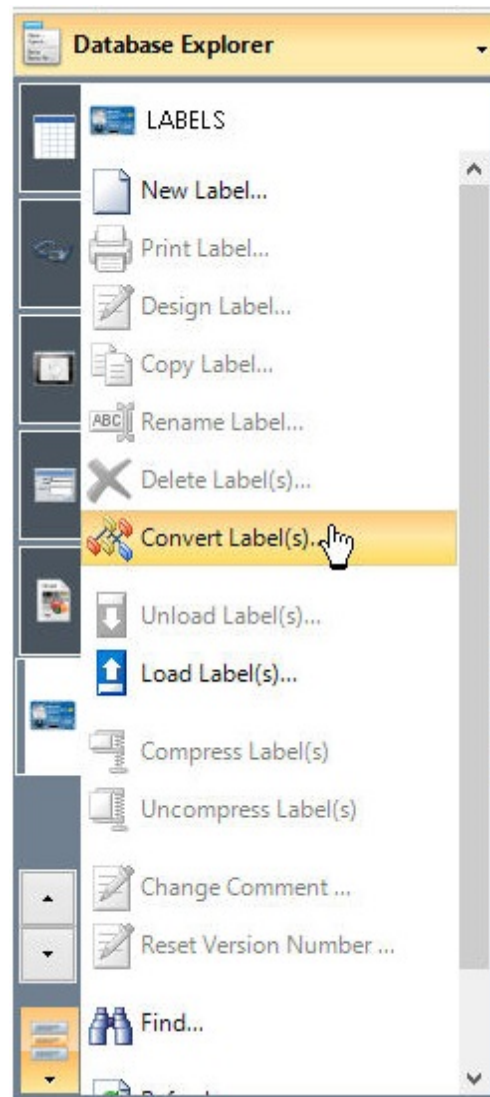 Database Explorer
LABELS
New Label...
Print Label...
Design Label...
Copy Label...
ABC
Rename Label...
Delete Label(s)...
Convert Label(s)...
Unload Label(s)...
Load Label(s)...
Compress Label(s)
Uncompress Label(s)
Change Comment ...
Reset Version Number ...
Find...